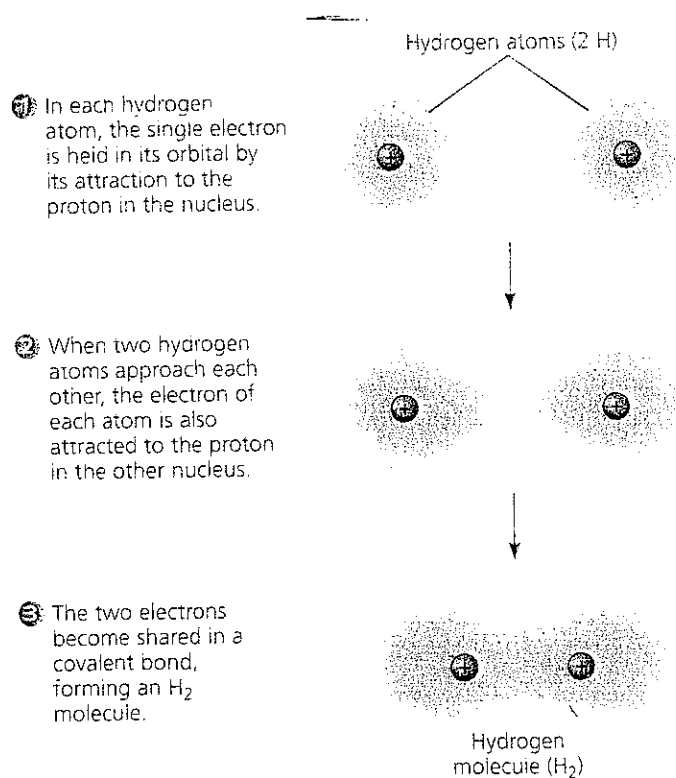 Hydrogen atoms (2 H)
1 In each hydrogen
atom, the single electron
is held in its orbital by
its attraction to the
proton in the nucleus.
+
+
2 When two hydrogen
atoms approach each
other, the electron of
each atom is also
attracted to the proton
in the other nucleus.
+
+
3 The two electrons
become shared in a
covalent bond,
forming an H₂
molecule.
+
+
Hydrogen
molecule (H₂)